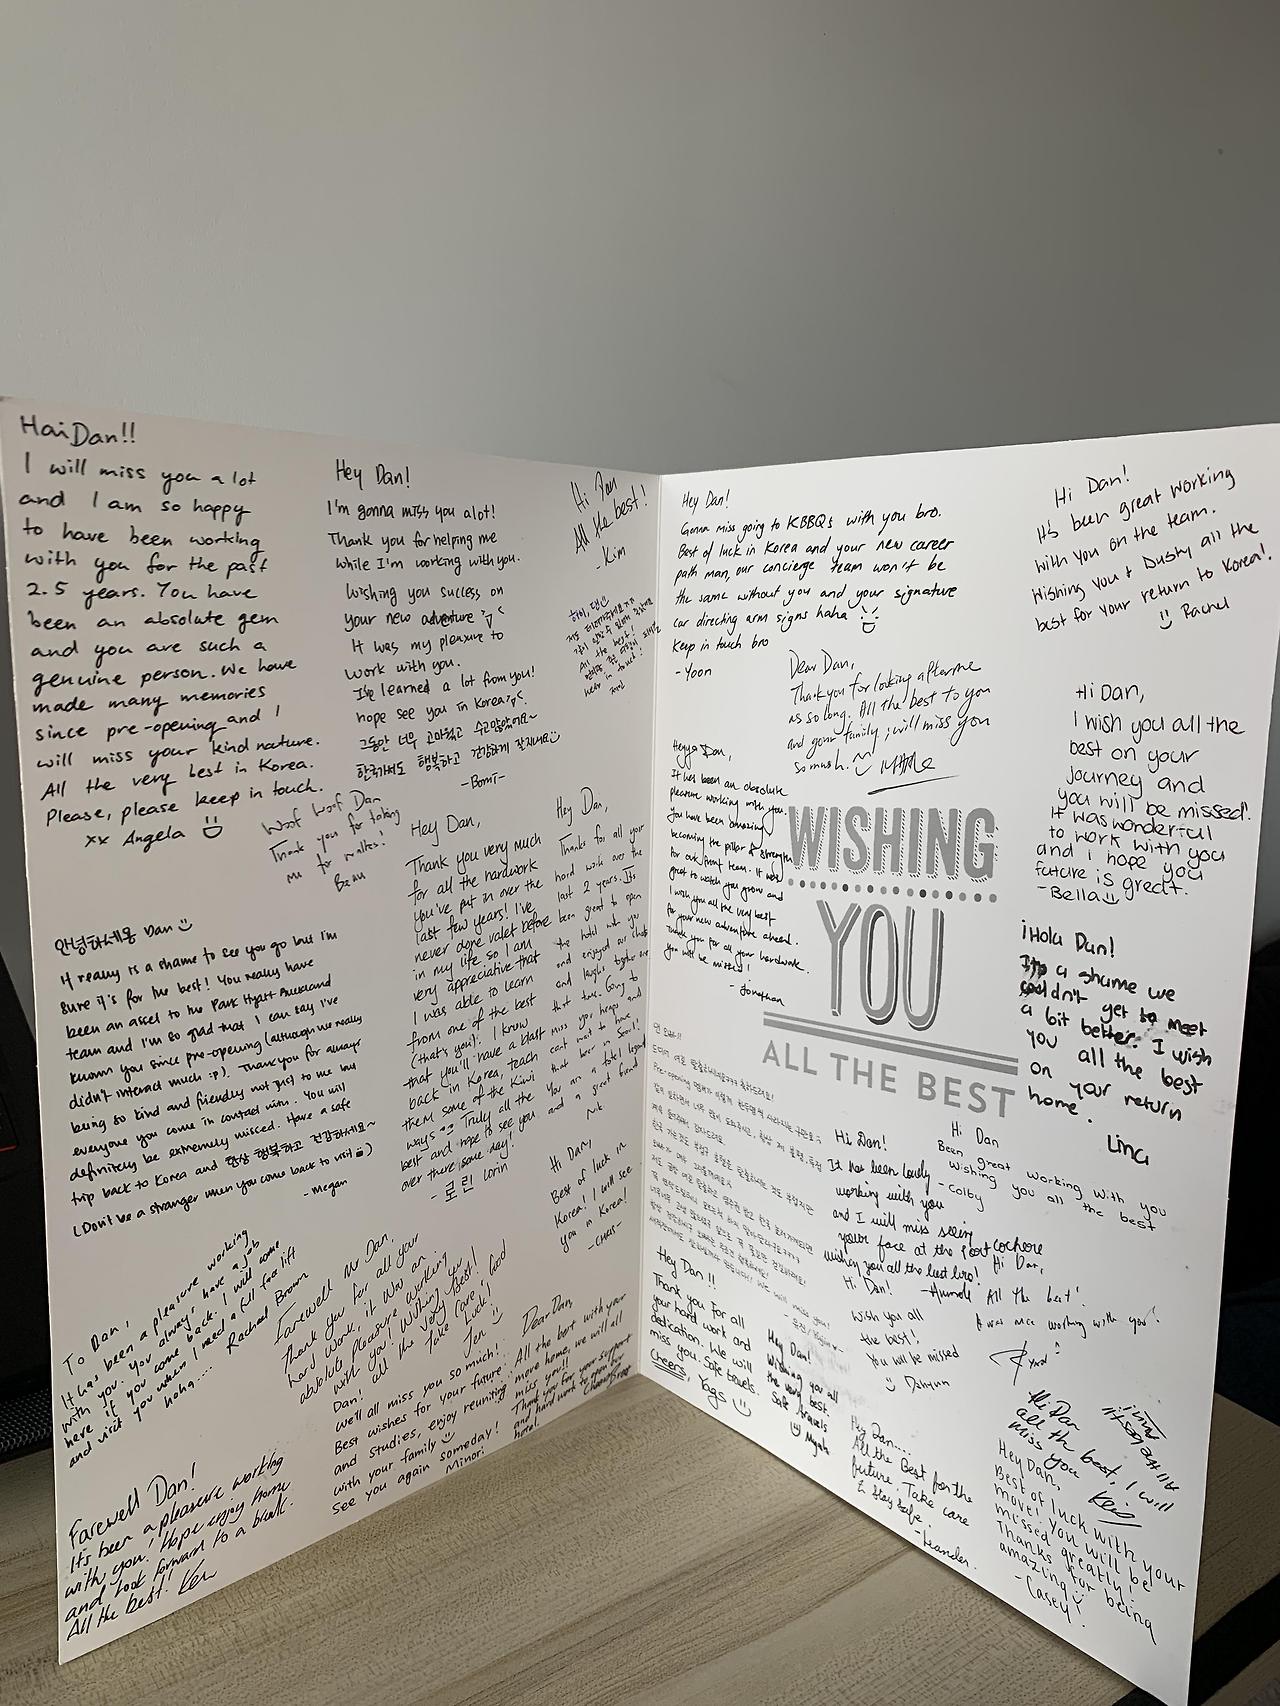 Hai Dan!!
I will miss you a lot
and I am so happy
to have been working
with you for the past
2.5 years. You have
been an absolute gem
and you are such a
genuine person. We have
made many memories
since pre-opening and I
will miss your kind nature.
All the very best in Korea.
Please, please keep in touch.
xx Angela
Hey Dan!
I'm gonna miss you alot!
Thank you for helping me
while I'm working with you.
Wishing you success on
your new adventure
It was my pleasure to
work with you.
I've learned a lot from you!
hope see you in Korea
그동안 너무 고마웠고 수고많았어요~
한국가서도 행복하고 건강하게 잘지내요
-Bomi-
Hi Dan
All the best!
-Kim
All the best!
keep in touch!
Woof Woof Dan
Thank you for taking
me for walks!
Beau
Hey Dan,
Thank you very much
for all the hardwork
you've put in over the
last few years! I've
never done valet before
in my life so I am
very appreciative that
I was able to learn
from one of the best
(that's you). I know
that you'll have a blast
back in Korea, teach
them some of the Kiwi
ways. Truly all the
best and hope to see you
over there some day!
- 로린 Lorin
Hey Dan,
Thanks for all your
hard work over the
last 2 years. It's
been great to open
the hotel with you
and enjoyed our chats
and laughs together over
that time. Going to
miss you heaps and
cant wait to have
that beer in Seoul!
You are a total legend
and a great friend
안녕하세요 Dan
It really is a shame to see you go but I'm
sure it's for the best! You really have
been an asset to the Park Hyatt Auckland
team and I'm so glad that I can say I've
known you since pre-opening (although we really
didn't interact much :P). Thank you for always
being so kind and friendly not just to me but
everyone you come in contact with. You will
definitely be extremely missed. Have a safe
trip back to Korea and 항상 행복하고 건강하세요~
(Don't be a stranger when you come back to visit)
- Megan
Hi Dan,
Best of luck in
Korea! I will see
you in Korea!
-Chris-
To Dan,
It has been a pleasure working
with you. You always have a job
here if you come back. I will come
and visit you when I need a full face lift
haha....
Rachael Brown
Farewell Mr Dan,
Thank you for all your
hard work, it was an
absolute pleasure working
with you! Wishing you
all the Very Best!
Take Care, Good
Luck!
Jen
Dan!
we'll all miss you so much!
Best wishes for your future
and studies, enjoy reuniting
with your family
See you again someday!
Minori
Dear Dan,
All the best with your
move home, we will all
miss you!!
Thank you for your support
and hard work to open our
hotel.
Farewell Dan!
It's been a pleasure working
with you! Hope enjoy home
and look forward to a break.
All the best! Ken
Hey Dan!
Gonna miss going to KBBQs with you bro.
Best of luck in Korea and your new career
path man, our concierge team won't be
the same without you and your signature
car directing arm signs haha
Keep in touch bro
- Yoon
Hi Dan!
It's been great working
with you on the team.
Wishing you + Dusty all the
best for your return to Korea!
Rachel
Dear Dan,
Thank you for looking after me
us so long. All the best to you
and your family, will miss you
so much.
Heyya Dan,
It has been an absolute
pleasure working with you.
You have been amazing
becoming the pillar of strength
for our front team. It was
great to watch you grow and
I wish you all the very best
for your new adventure ahead.
Thank you for all your hardwork.
You will be missed!
- Jonathan
WISHING
YOU
ALL THE BEST
Hi Dan,
I wish you all the
best on your
journey and
you will be missed!
It was wonderful
to work with you
and I hope you
future is great.
-Bella
¡Hola Dan!
It's a shame we
couldn't get to meet
a bit better. I wish
you all the best
on your return
home.
Lina
Hi Dan!
It has been lovely
working with you
and I will miss seing
your face at the port cochere
wishing you all the best bro!
Hi Dan
Been great working with you
Wishing you all the best
-Colby
Hi Dan,
All the best!
It was nice working with you!
Hi Dan!
Wish you all
the best!
You will be missed
Hey Dan!!
Thank you for all
your hard work and
dedication. We will
miss you. Safe travels.
Cheers, Yogs
Hey Dan!
Wishing you all
the very best
Safe travels
Hey Dan....
All the Best for the
future. Take care
& stay safe
-Leander.
Hi Dan
all the best, I will
miss you
All the best!!
Hey Dan,
Best of luck with your
move! You will be
missed greatly!
Thanks for being
amazing!
-Casey!